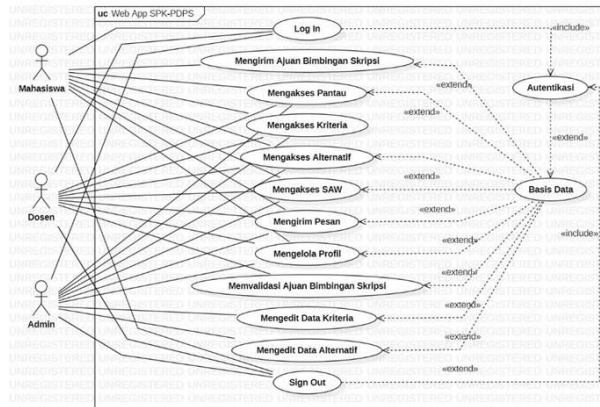 uc Web App SPK-PDPS
Log In
«include»
Mengirim Ajuan Bimbingan Skripsi
Mahasiswa
«extend»
Autentikasi
Mengakses Pantau
«extend»
Mengakses Kriteria
«extend»
Mengakses Alternatif
«extend»
Mengakses SAW
«extend»
Basis Data
Dosen
Mengirim Pesan
«extend»
«include»
Mengelola Profil
«extend»
Memvalidasi Ajuan Bimbingan Skripsi
«extend»
Admin
Mengedit Data Kriteria
«extend»
Mengedit Data Alternatif
«extend»
Sign Out
UNREGISTERED